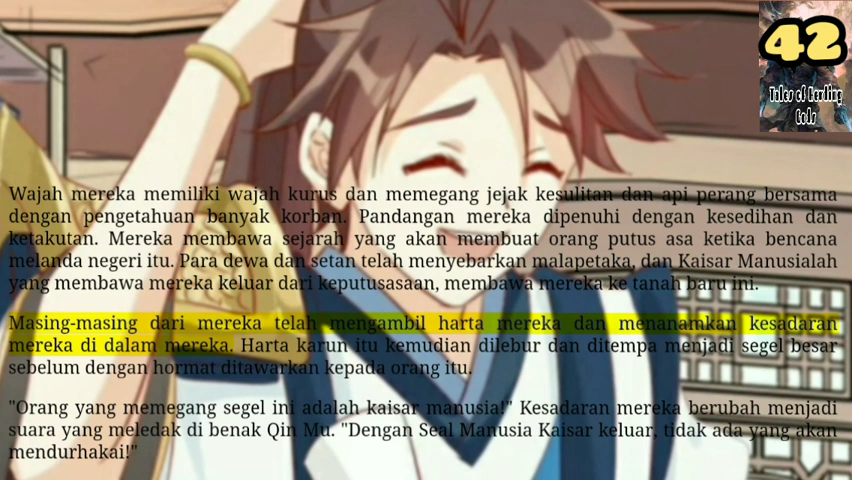 42
Tales of Herding
Gods
Wajah mereka memiliki wajah kurus dan memegang jejak kesulitan dan api perang bersama
dengan pengetahuan banyak korban. Pandangan mereka dipenuhi dengan kesedihan dan
ketakutan. Mereka membawa sejarah yang akan membuat orang putus asa ketika bencana
melanda negeri itu. Para dewa dan setan telah menyebarkan malapetaka, dan Kaisar Manusialah
yang membawa mereka keluar dari keputusasaan, membawa mereka ke tanah baru ini.
Masing-masing dari mereka telah mengambil harta mereka dan menanamkan kesadaran
mereka di dalam mereka. Harta karun itu kemudian dilebur dan ditempa menjadi segel besar
sebelum dengan hormat ditawarkan kepada orang itu.
"Orang yang memegang segel ini adalah kaisar manusia!" Kesadaran mereka berubah menjadi
suara yang meledak di benak Qin Mu. "Dengan Seal Manusia Kaisar keluar, tidak ada yang akan
mendurhakai!"